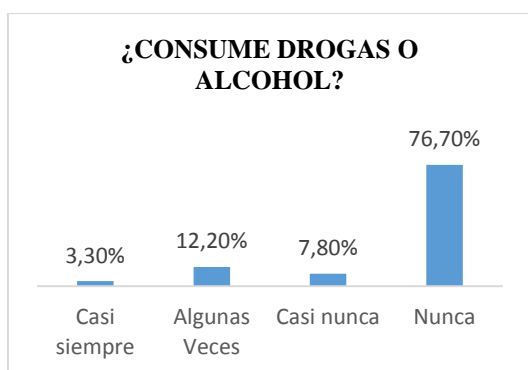 ¿CONSUME DROGAS O
ALCOHOL?
76,70%
12,20%
7,80%
3,30%
Casi siempre
Algunas Veces
Casi nunca
Nunca